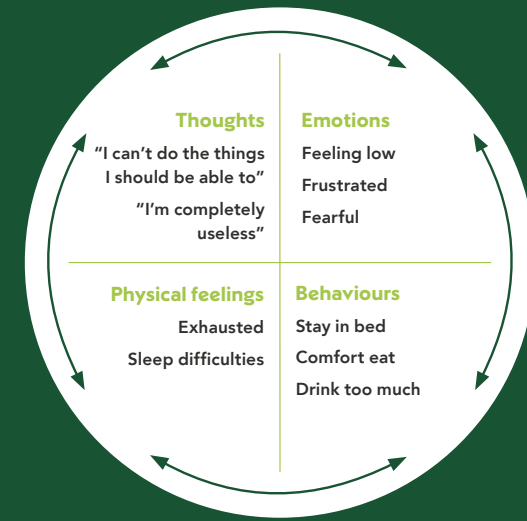 Thoughts
“I can’t do the things
I should be able to”
“I’m completely
useless”
Emotions
Feeling low
Frustrated
Fearful
Physical feelings
Exhausted
Sleep difficulties
Behaviours
Stay in bed
Comfort eat
Drink too much